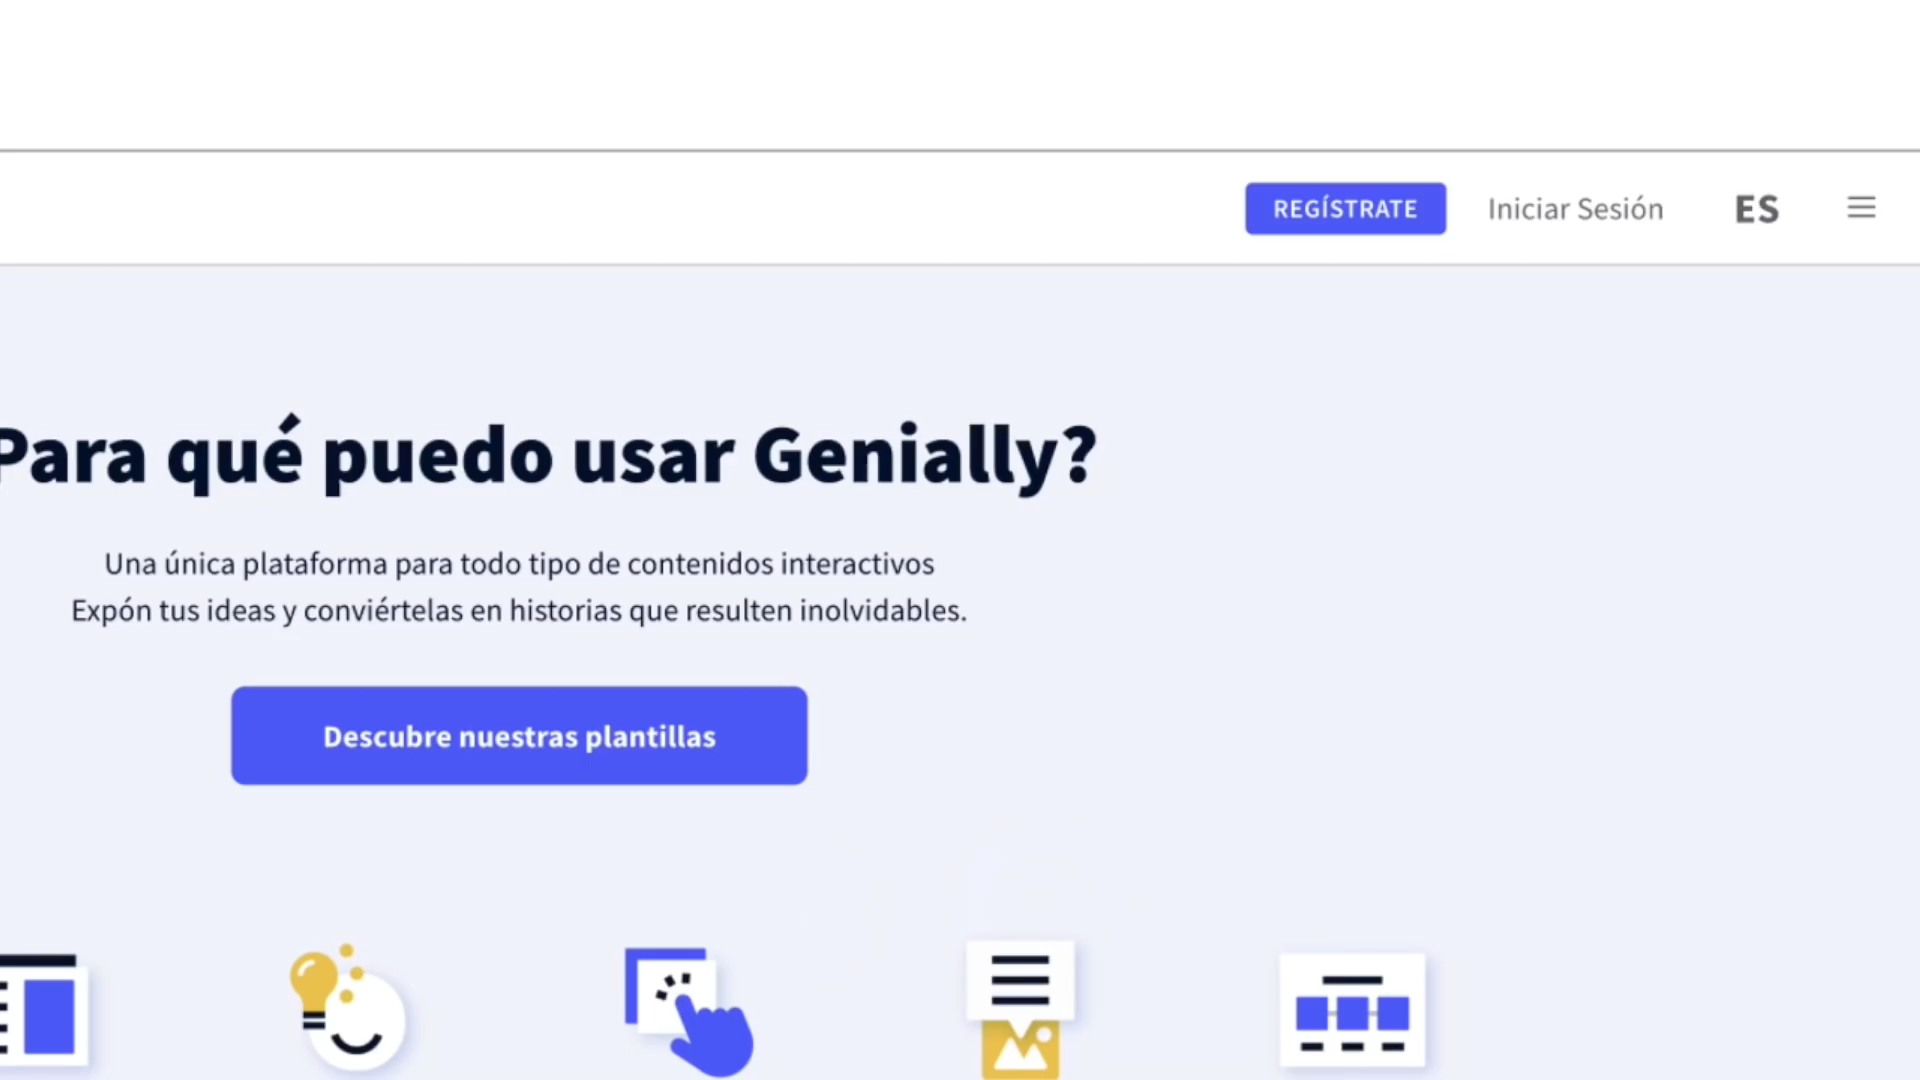 REGÍSTRATE Iniciar Sesión ES
Para qué puedo usar Genially?
Una única plataforma para todo tipo de contenidos interactivos
Expón tus ideas y conviértelas en historias que resulten inolvidables.
Descubre nuestras plantillas